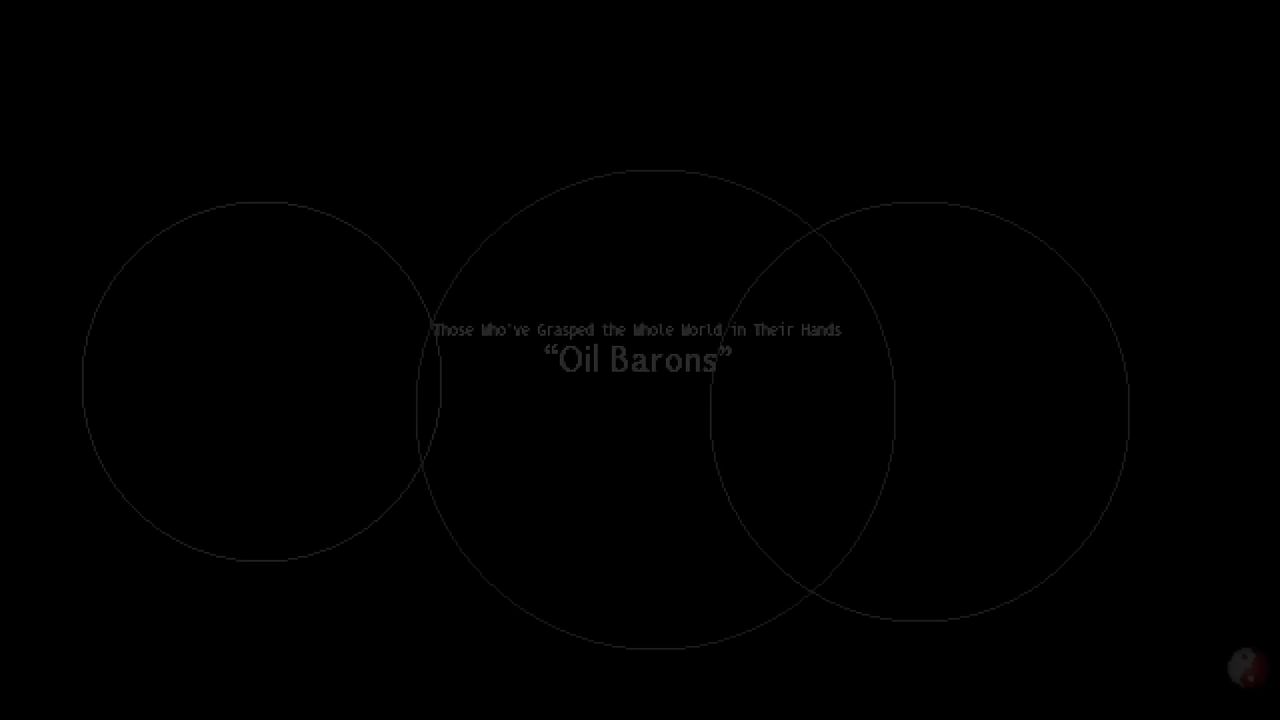 Those Who've Grasped the Whole World in Their Hands
“Oil Barons”